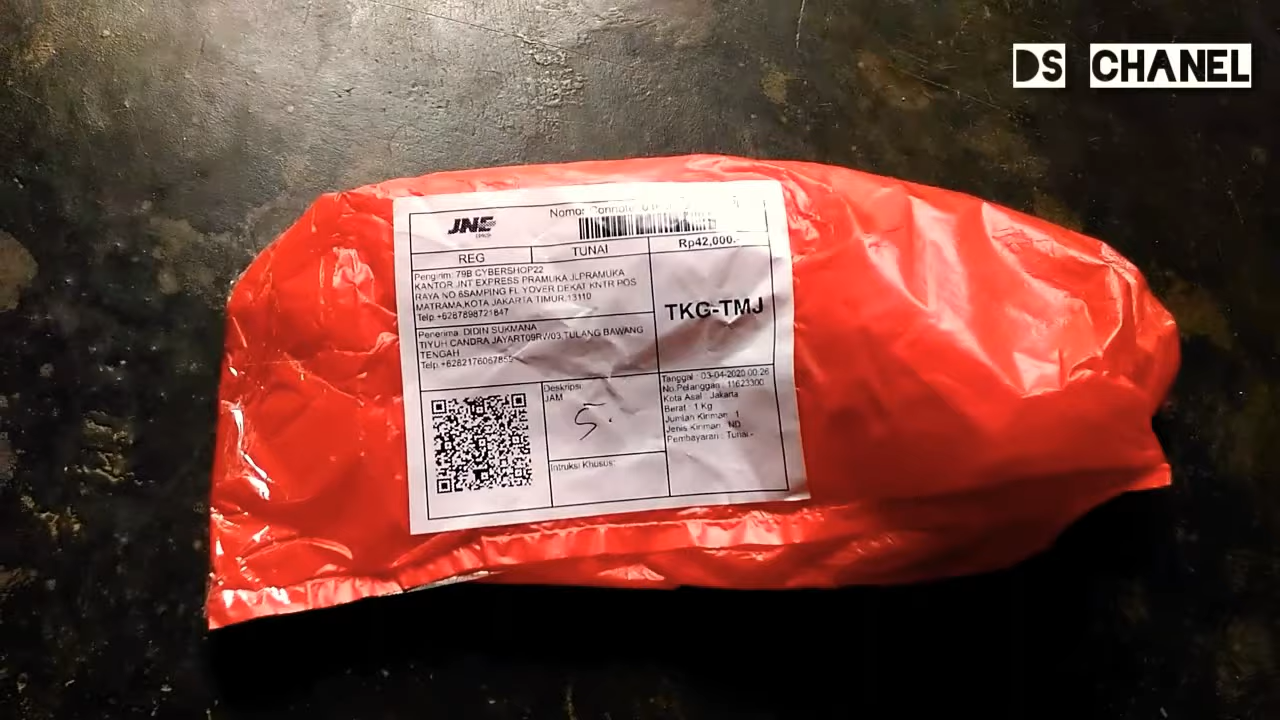 DS CHANEL
JNE
Nomor Connote
REG
TUNAI
Rp42,000.-
Pengirim: 79B CYBERSHOP22
KANTOR JNT EXPRESS PRAMUKA JLPRAMUKA
RAYA NO 6SAMPING FLYOVER DEKAT KNTR POS
MATRAMA,KOTA JAKARTA TIMUR,13110
Telp.+6287898721847
TKG-TMJ
Penerima: DIDIN SUKMANA
TIYUH CANDRA JAYART09RW03,TULANG BAWANG
TENGAH
Deskripsi
JAM
5.
Intruksi Khusus:
Tanggal : 03-04-2020 00:26
No.Pelanggan : 11623300
Kota Asal : Jakarta
Berat : 1 Kg
Jumlah Kiriman : 1
Jenis Kiriman : ND
Pembayaran : Tunai-